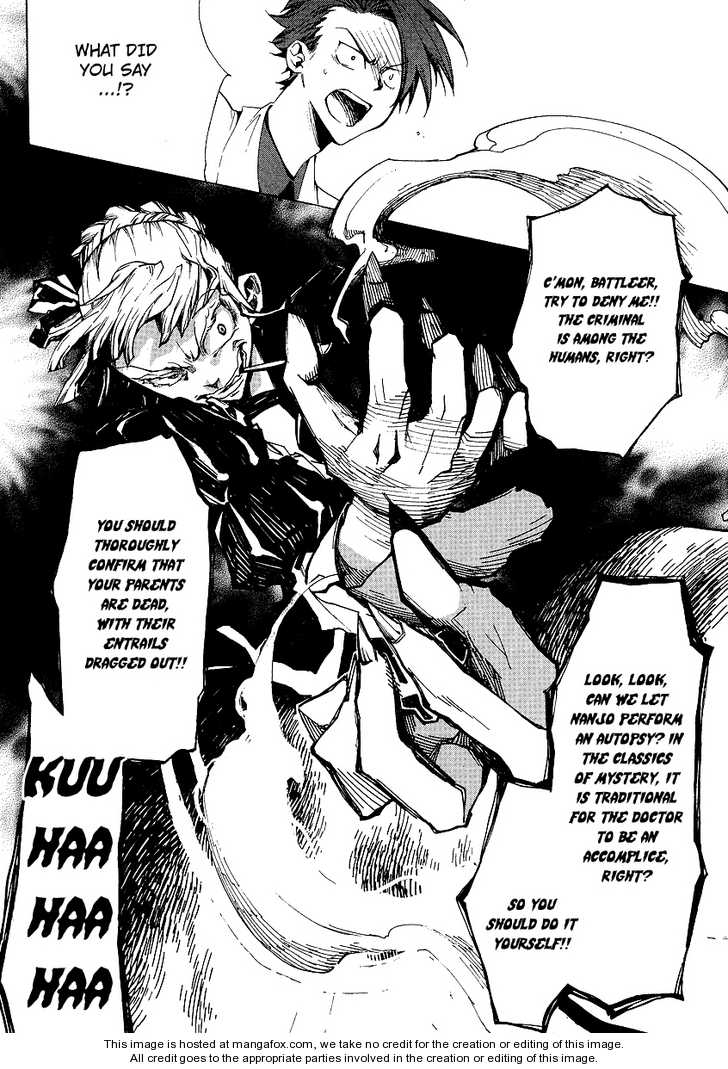 WHAT DID
YOU SAY
...!?
C'MON, BATTLEER,
TRY TO DENY ME!!
THE CRIMINAL
IS AMONG THE
HUMANS, RIGHT?
YOU SHOULD
THOROUGHLY
CONFIRM THAT
YOUR PARENTS
ARE DEAD,
WITH THEIR
ENTRAILS
DRAGGED OUT!!
LOOK, LOOK,
CAN WE LET
NANJO PERFORM
AN AUTOPSY? IN
THE CLASSICS
OF MYSTERY, IT
IS TRADITIONAL
FOR THE DOCTOR
TO BE AN
ACCOMPLICE,
RIGHT?
SO YOU
SHOULD DO IT
YOURSELF!!
KUU
HAA
HAA
HAA
This image is hosted at mangafox.com, we take no credit for the creation or editing of this image.
All credit goes to the appropriate parties involved in the creation or editing of this image.